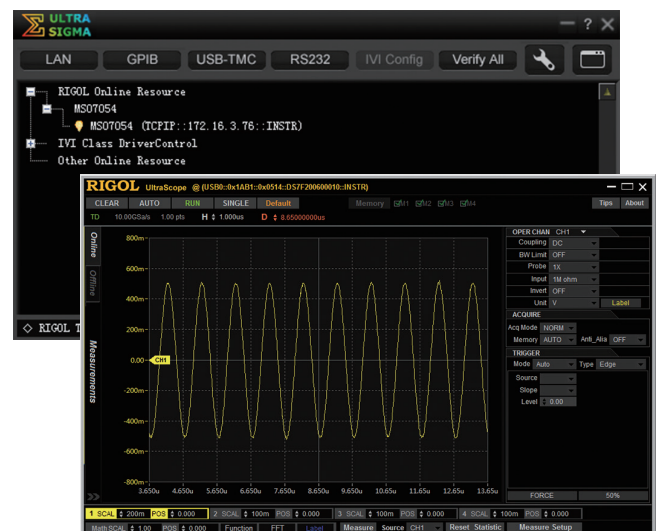 ULTRA
SIGMA
LAN GPIB USB-TMC RS232 IVI Config Verify All
RIGOL Online Resource
MSO7054
MSO7054 (TCPIP::172.16.3.76::INSTR)
IVI Class DriverControl
Other Online Resource
RIGOL T
RIGOL UltraScope @ (USB0::0x1AB1::0x0514::DS7F200600010::INSTR)
CLEAR AUTO RUN SINGLE Default Memory M1 M2 M3 M4 Tips About
TD 10.00GSa/s 1.00 pts H 1.000us D 8.65000000us
Online
Offline
Measurements
800m
600m
400m
200m
0.00 CH1
-200m
-400m
-600m
-800m
3.650u 4.650u 5.650u 6.650u 7.650u 8.650u 9.650u 10.65u 11.65u 12.65u 13.65u
OPER CHAN CH1
Coupling DC
BW Limit OFF
Probe 1X
Input 1M ohm
Invert OFF
Unit V Label
ACQUIRE
Acq Mode NORM
Memory AUTO Anti_Alia OFF
TRIGGER
Mode Auto Type Edge
Source
Slope
Level 0.00
FORCE 50%
1 SCAL 200m POS 0.000 2 SCAL 100m POS 0.000 3 SCAL 100m POS 0.000 4 SCAL 100m POS 0.000
Math SCAL 1.00 POS 0.000 Function FFT Label Measure Source CH1 Reset Statistic Measure Setup